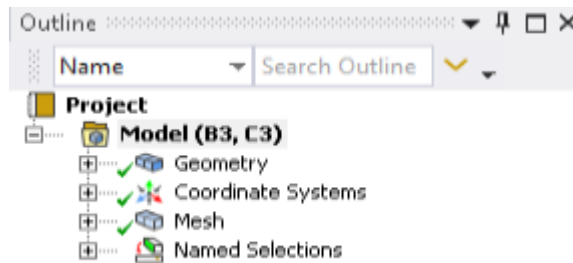 Outline
Name Search Outline
Project
Model (B3, C3)
Geometry
Coordinate Systems
Mesh
Named Selections